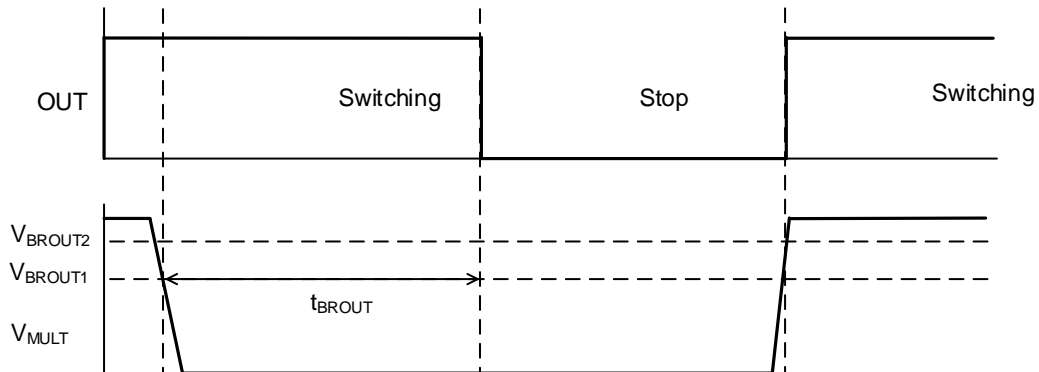 OUT
Switching
Stop
Switching
VBROUT2
VBROUT1
tBROUT
VMULT